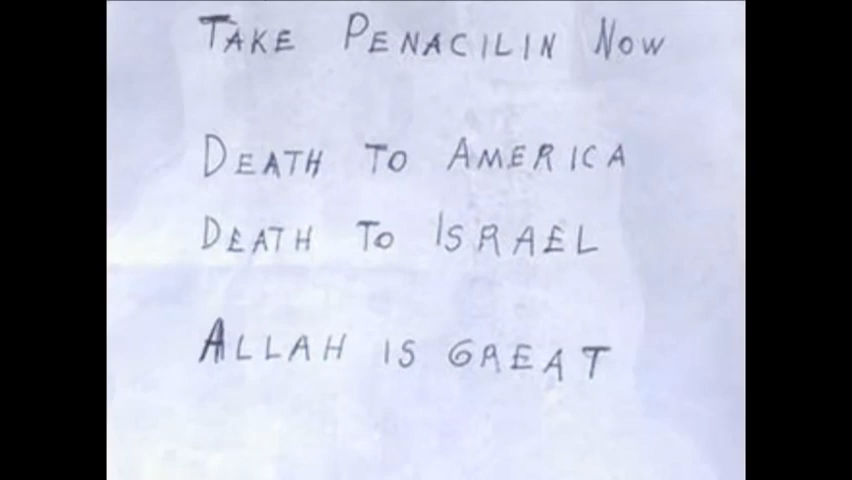 TAKE PENACILIN NOW
DEATH TO AMERICA
DEATH TO ISRAEL
ALLAH IS GREAT